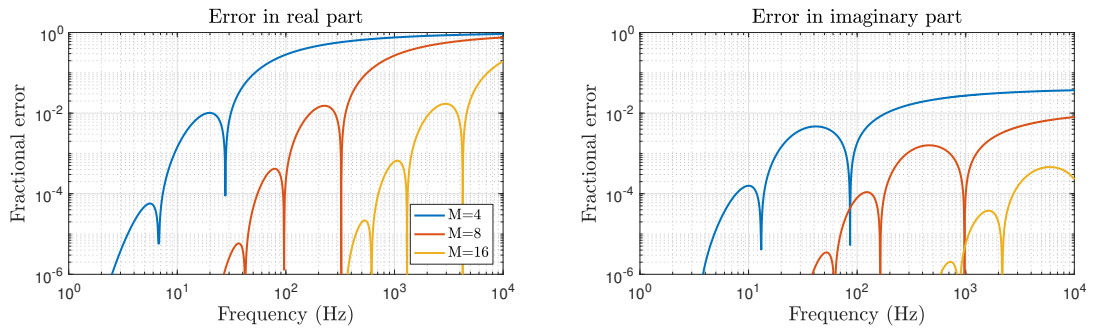 Error in real part
10^0
10^-2
10^-4
10^-6
Fractional error
10^0 10^1 10^2 10^3 10^4
Frequency (Hz)
M=4
M=8
M=16
Error in imaginary part
10^0
10^-2
10^-4
10^-6
Fractional error
10^0 10^1 10^2 10^3 10^4
Frequency (Hz)